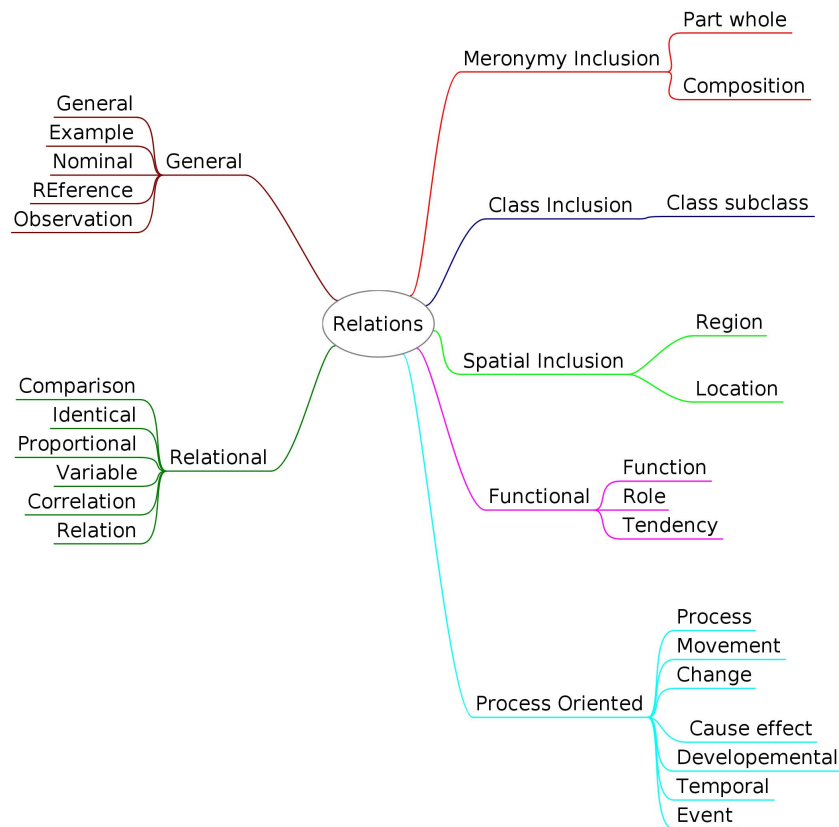 Part whole
Meronymy Inclusion
Composition
General
Example
Nominal
REference
Observation
General
Class Inclusion
Class subclass
Relations
Region
Spatial Inclusion
Location
Comparison
Identical
Proportional
Variable
Correlation
Relation
Relational
Function
Functional
Role
Tendency
Process
Movement
Change
Process Oriented
Cause effect
Developemental
Temporal
Event